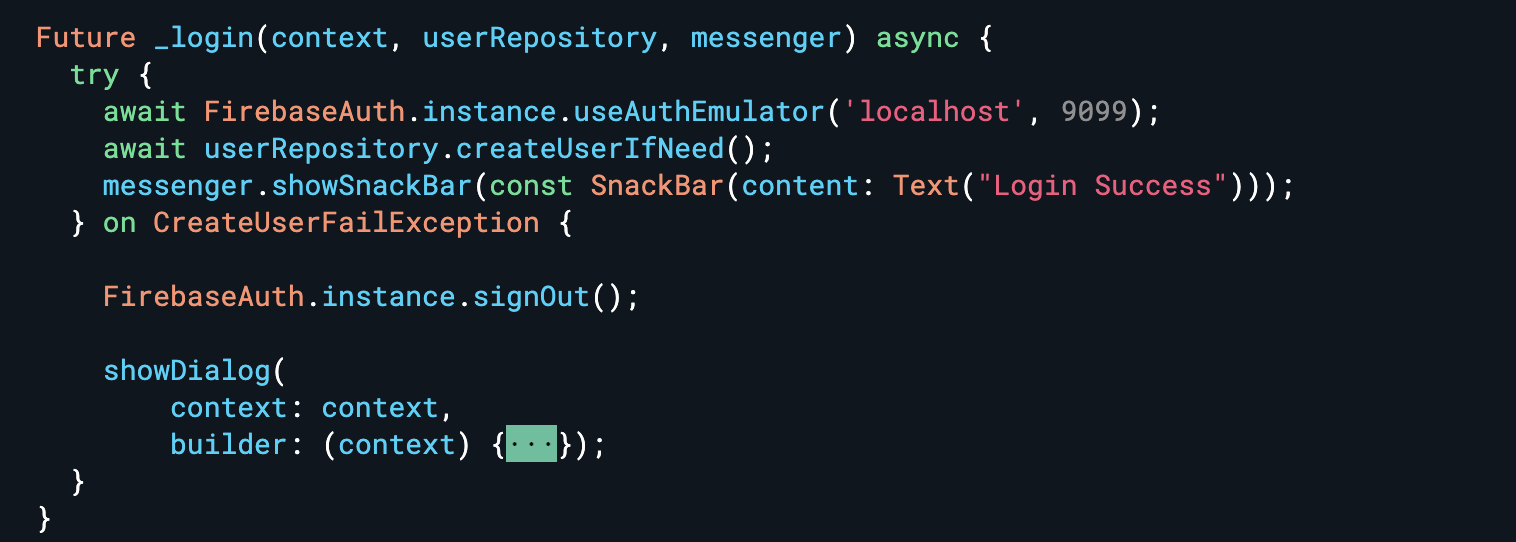 Future _login(context, userRepository, messenger) async {
  try {
    await FirebaseAuth.instance.useAuthEmulator('localhost', 9099);
    await userRepository.createUserIfNeed();
    messenger.showSnackBar(const SnackBar(content: Text("Login Success")));
  } on CreateUserFailException {

    FirebaseAuth.instance.signOut();

    showDialog(
        context: context,
        builder: (context) {···});
  }
}